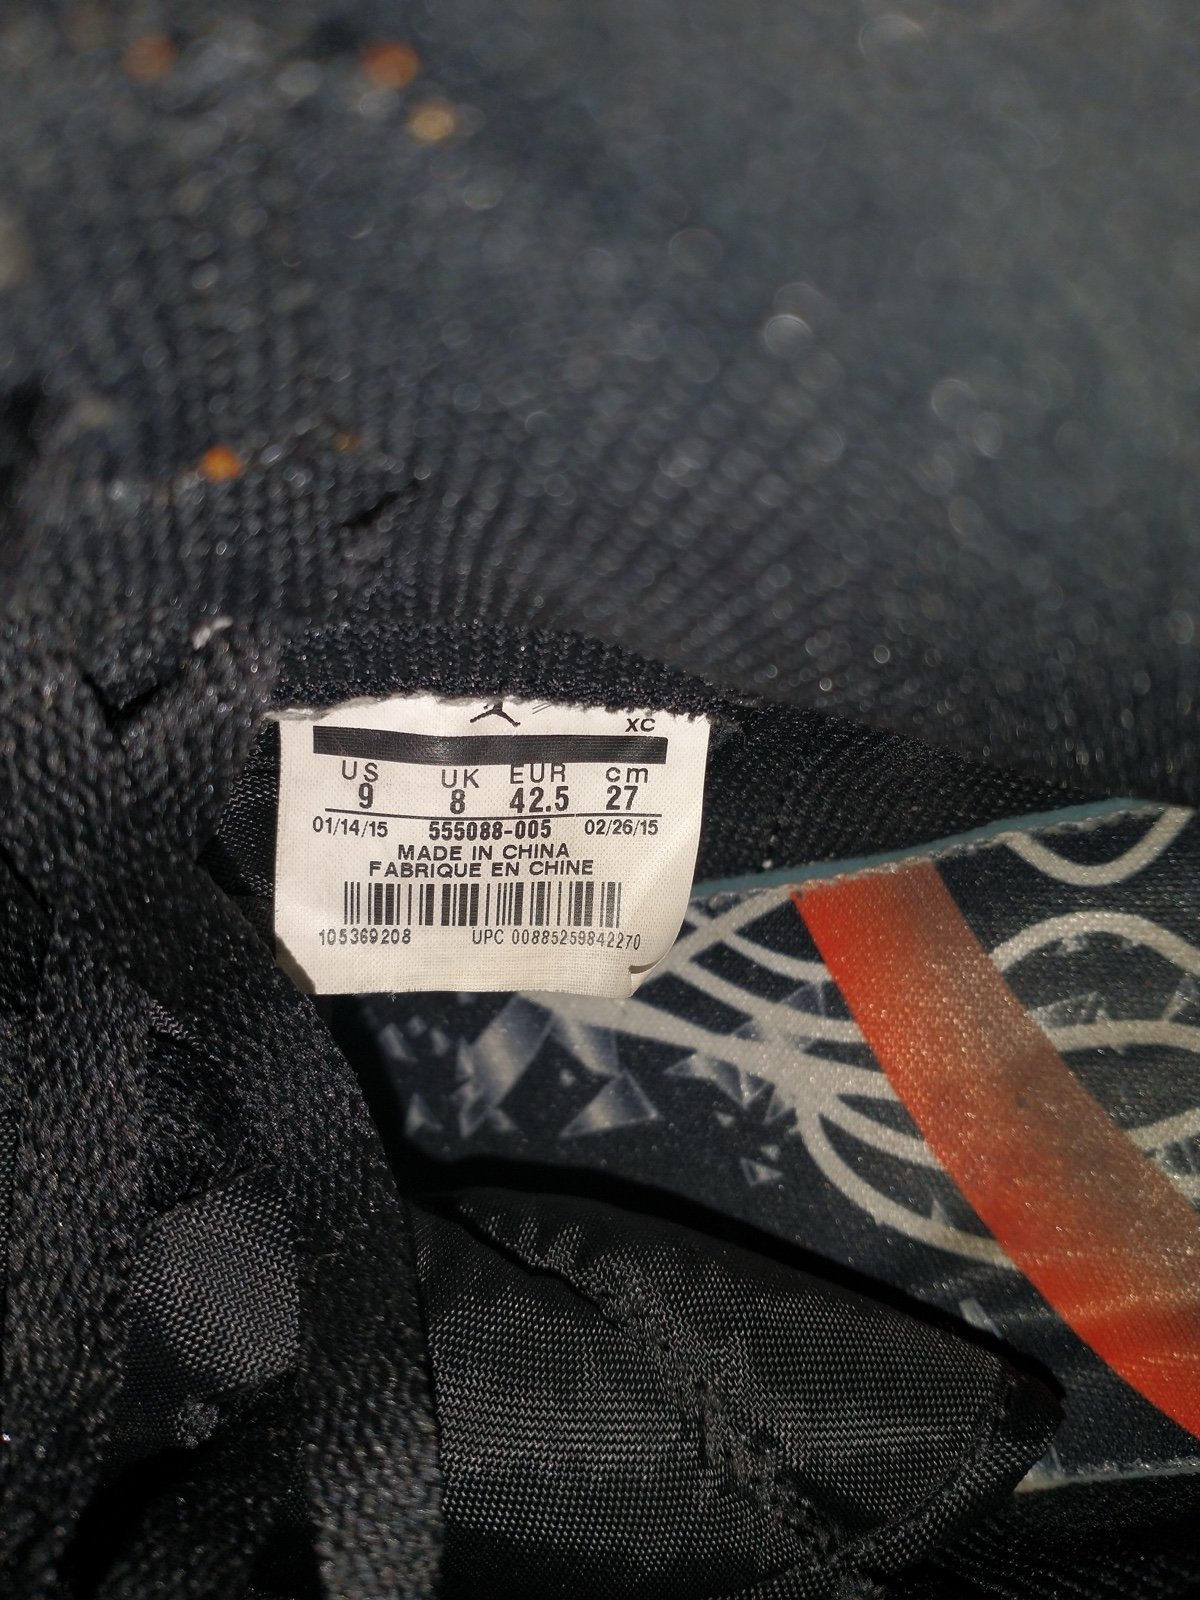 XC
US UK EUR cm
9 8 42.5 27
01/14/15 555088-005 02/26/15
MADE IN CHINA
FABRIQUE EN CHINE
105369208 UPC 00885259842270